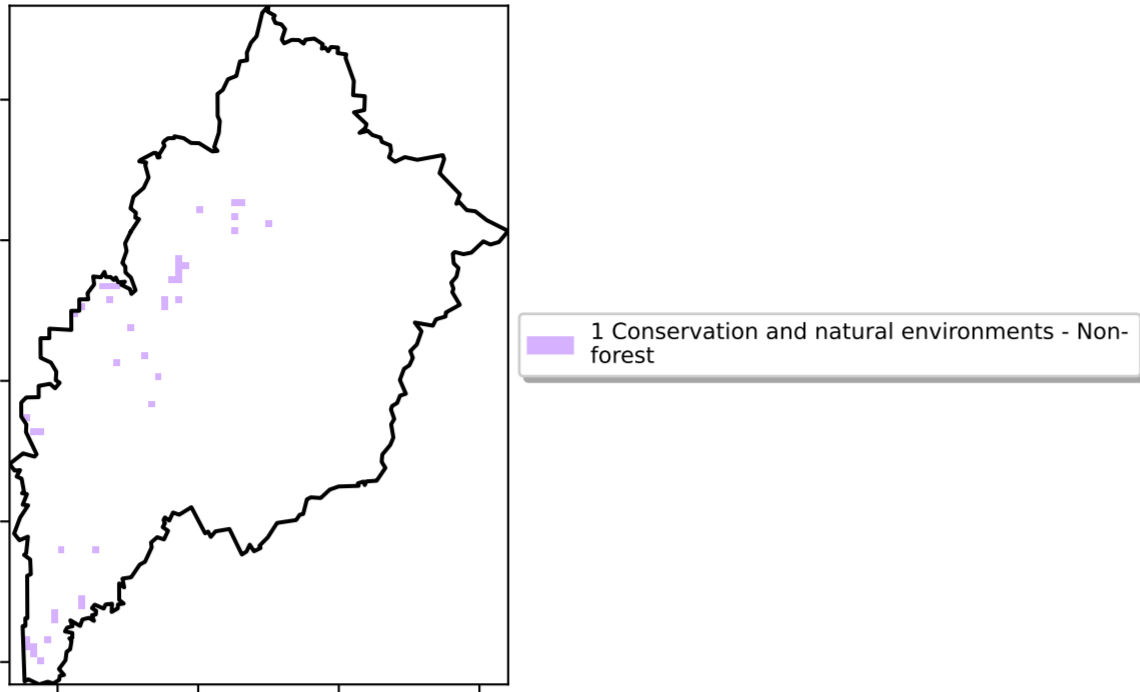 1 Conservation and natural environments - Non-
forest